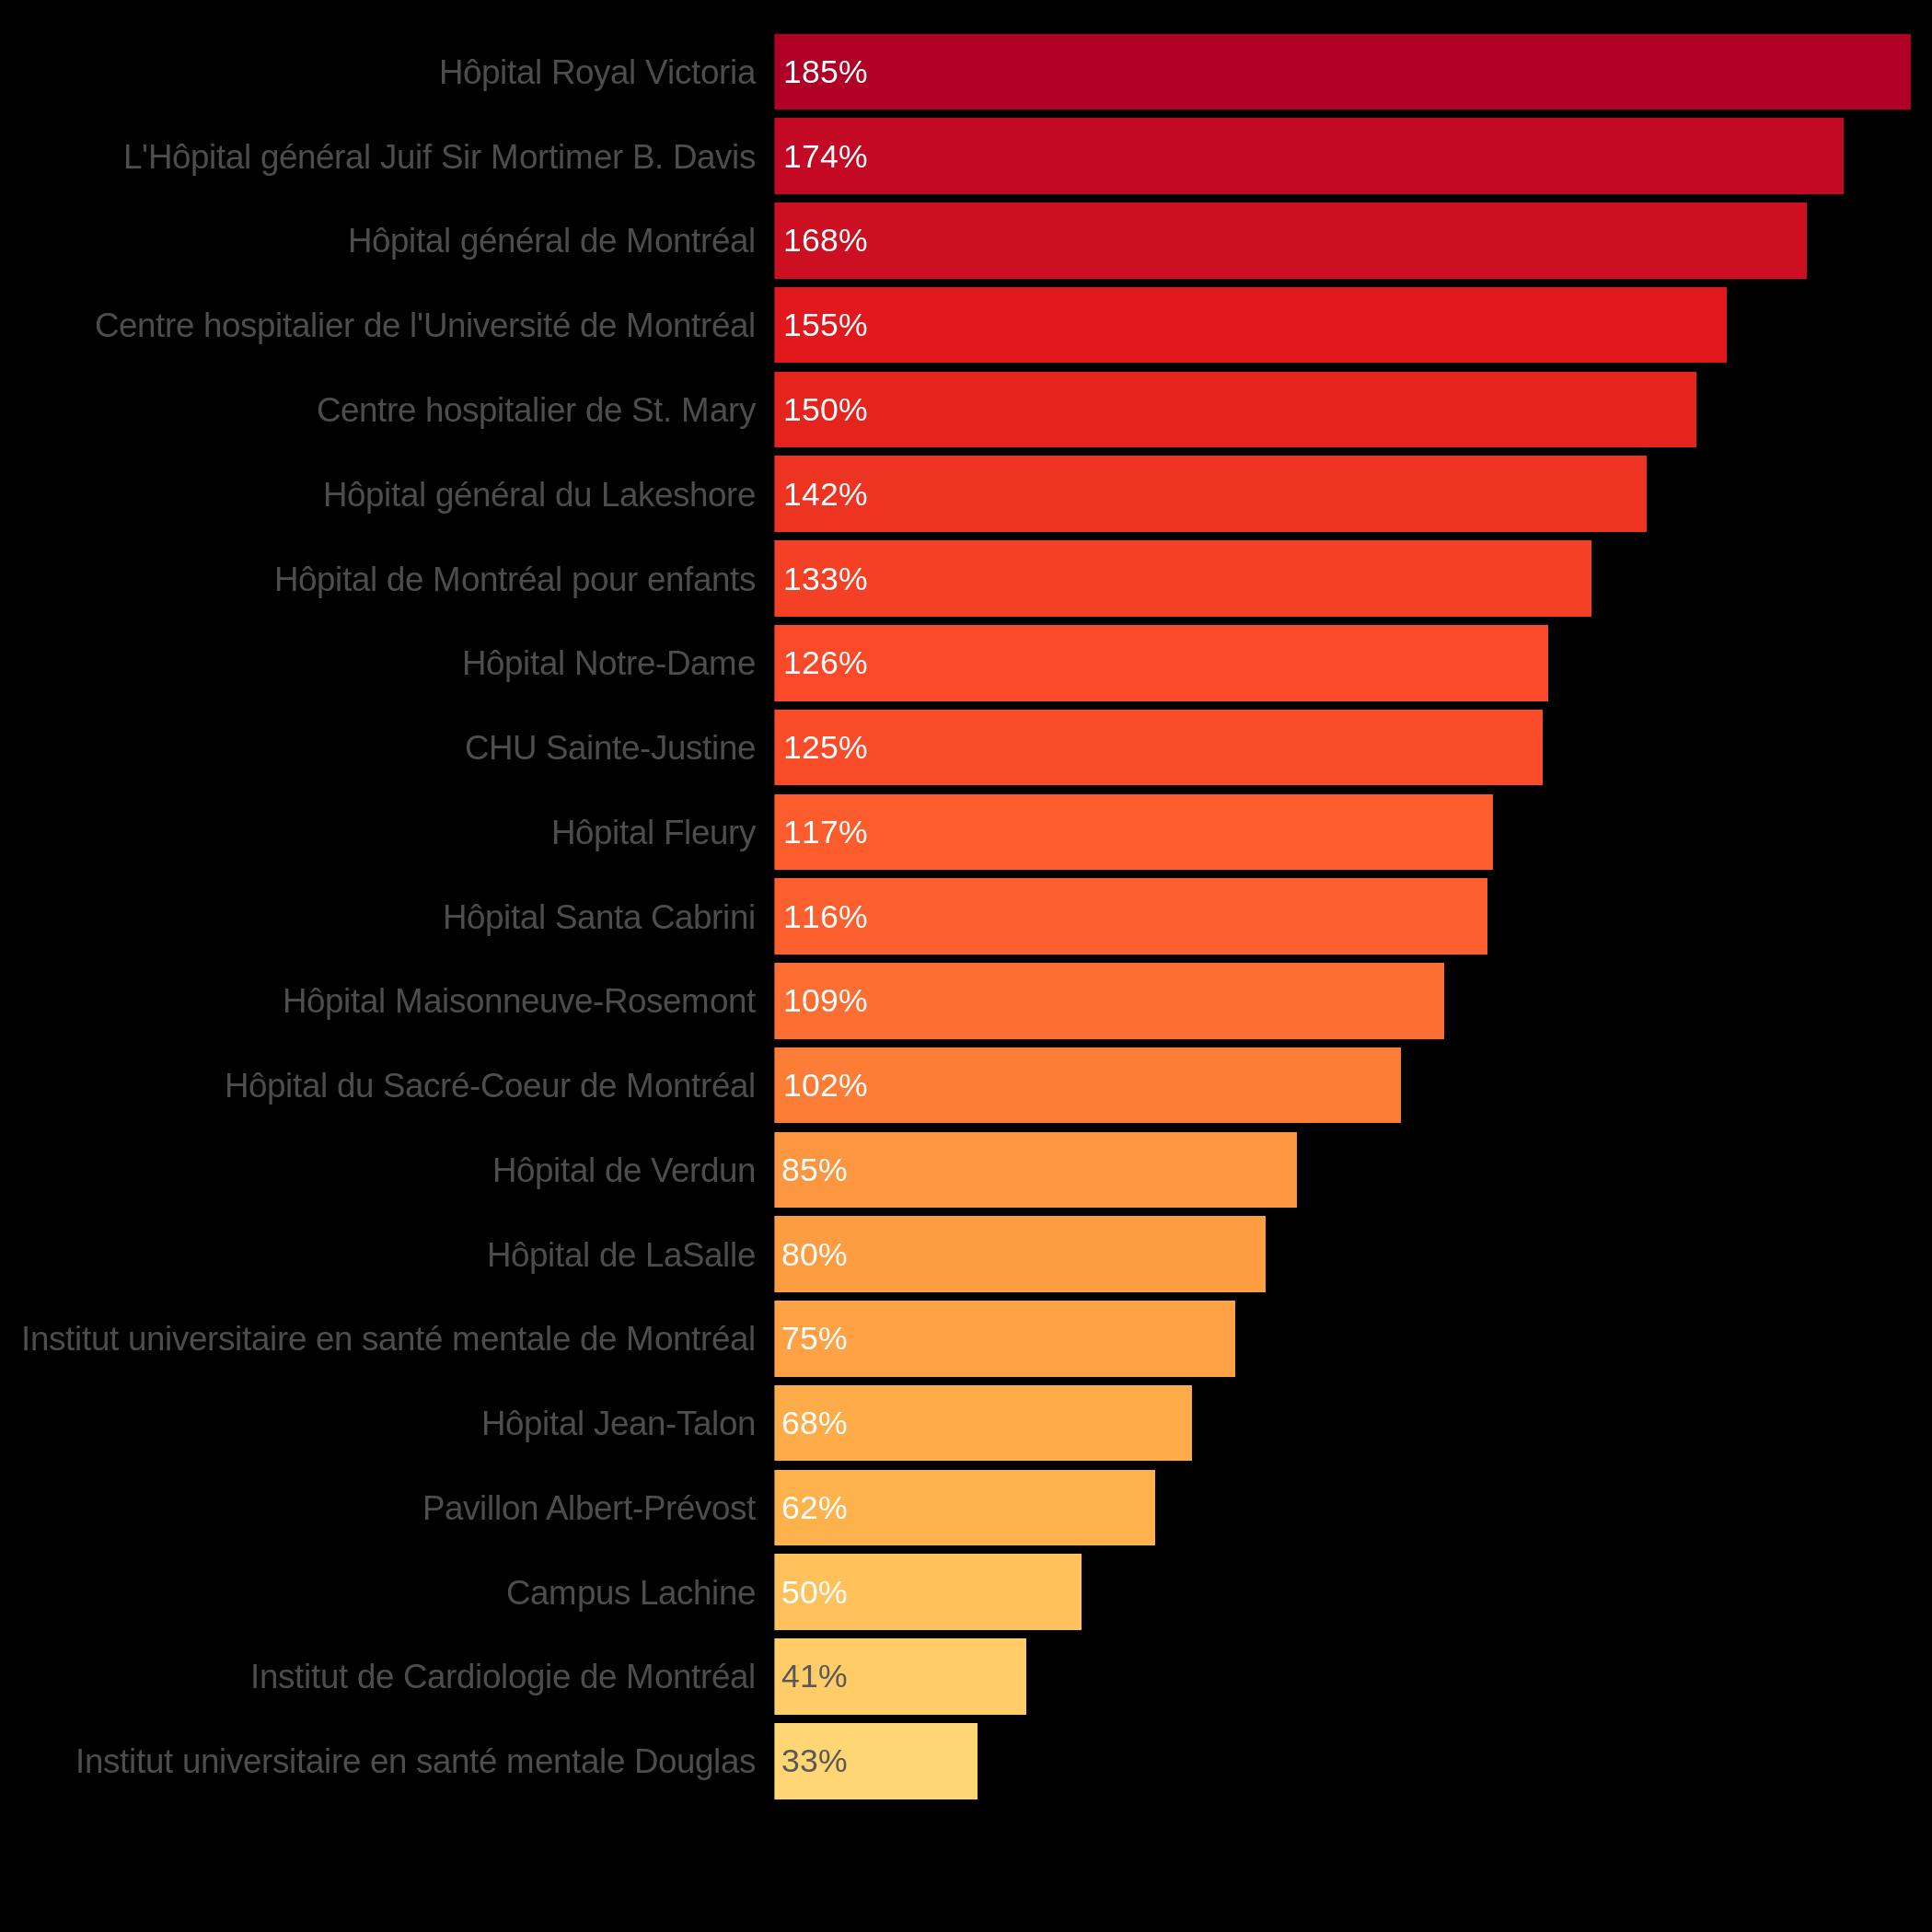 Hôpital Royal Victoria 185%
L'Hôpital général Juif Sir Mortimer B. Davis 174%
Hôpital général de Montréal 168%
Centre hospitalier de l'Université de Montréal 155%
Centre hospitalier de St. Mary 150%
Hôpital général du Lakeshore 142%
Hôpital de Montréal pour enfants 133%
Hôpital Notre-Dame 126%
CHU Sainte-Justine 125%
Hôpital Fleury 117%
Hôpital Santa Cabrini 116%
Hôpital Maisonneuve-Rosemont 109%
Hôpital du Sacré-Coeur de Montréal 102%
Hôpital de Verdun 85%
Hôpital de LaSalle 80%
Institut universitaire en santé mentale de Montréal 75%
Hôpital Jean-Talon 68%
Pavillon Albert-Prévost 62%
Campus Lachine 50%
Institut de Cardiologie de Montréal 41%
Institut universitaire en santé mentale Douglas 33%